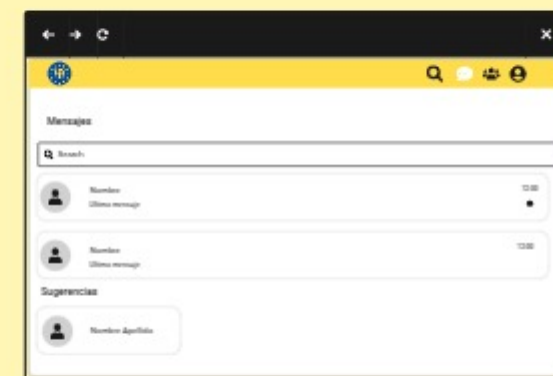 Mensajes
Search
Nombre
12:00
Ultimo mensaje
Nombre
12:00
Ultimo mensaje
Sugerencias
Nombre Apellido